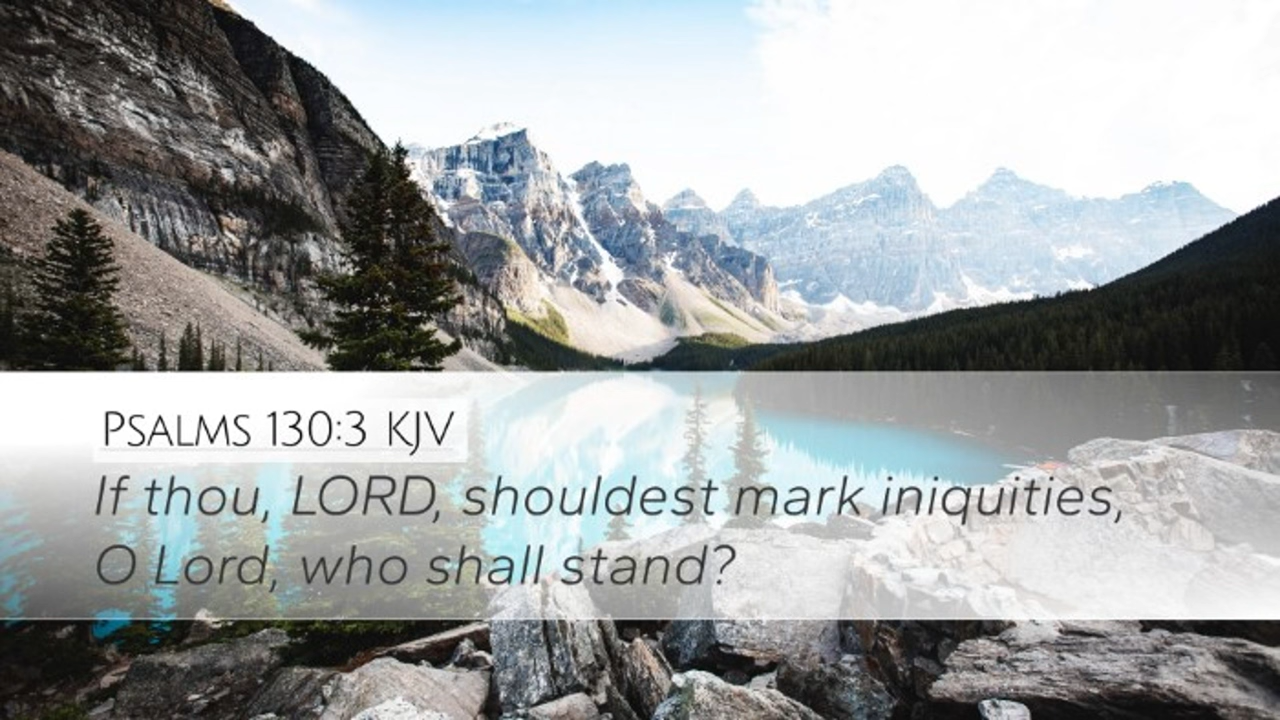 PSALMS 130:3 KJV
If thou, LORD, shouldest mark iniquities,
O Lord, who shall stand?